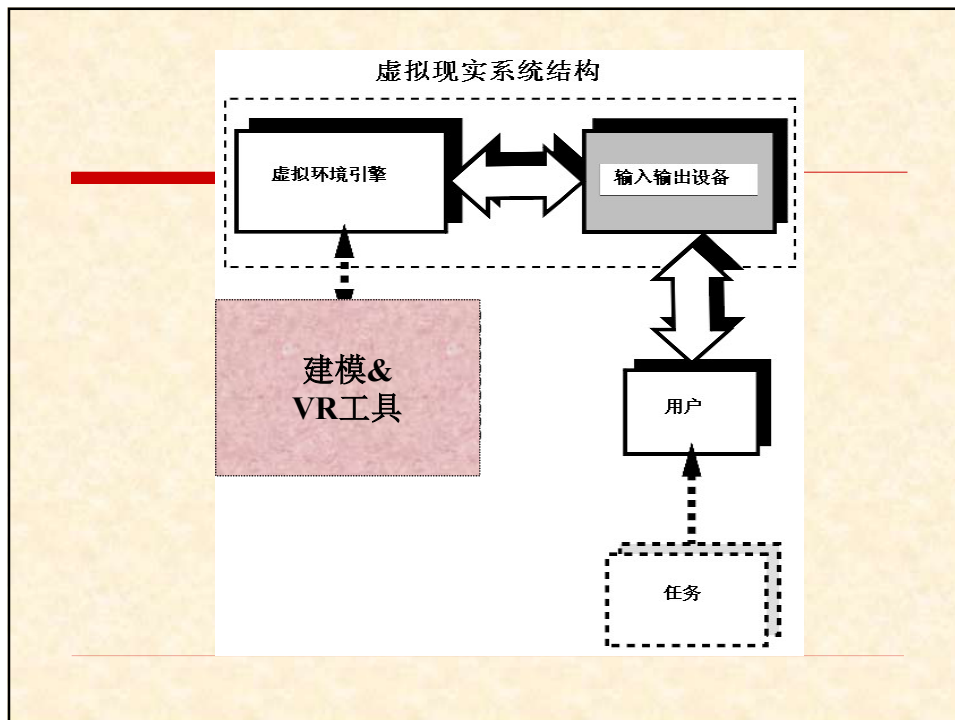 虚拟现实系统结构
虚拟环境引擎
输入输出设备
建模&
VR工具
用户
任务